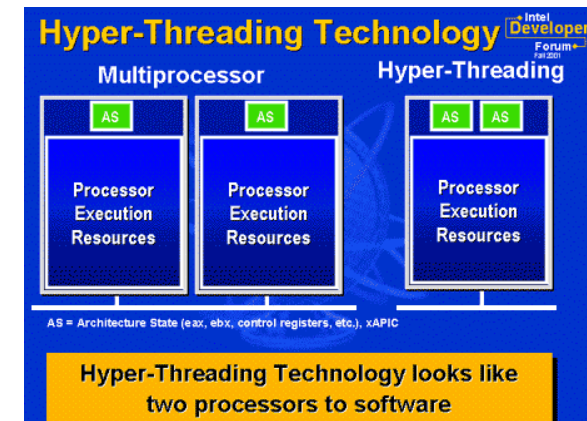 Hyper-Threading Technology
Intel
Developer
Forum
Fall 2001
Multiprocessor
Hyper-Threading
AS
AS
AS AS
Processor
Execution
Resources
Processor
Execution
Resources
Processor
Execution
Resources
AS = Architecture State (eax, ebx, control registers, etc.), xAPIC
Hyper-Threading Technology looks like
two processors to software